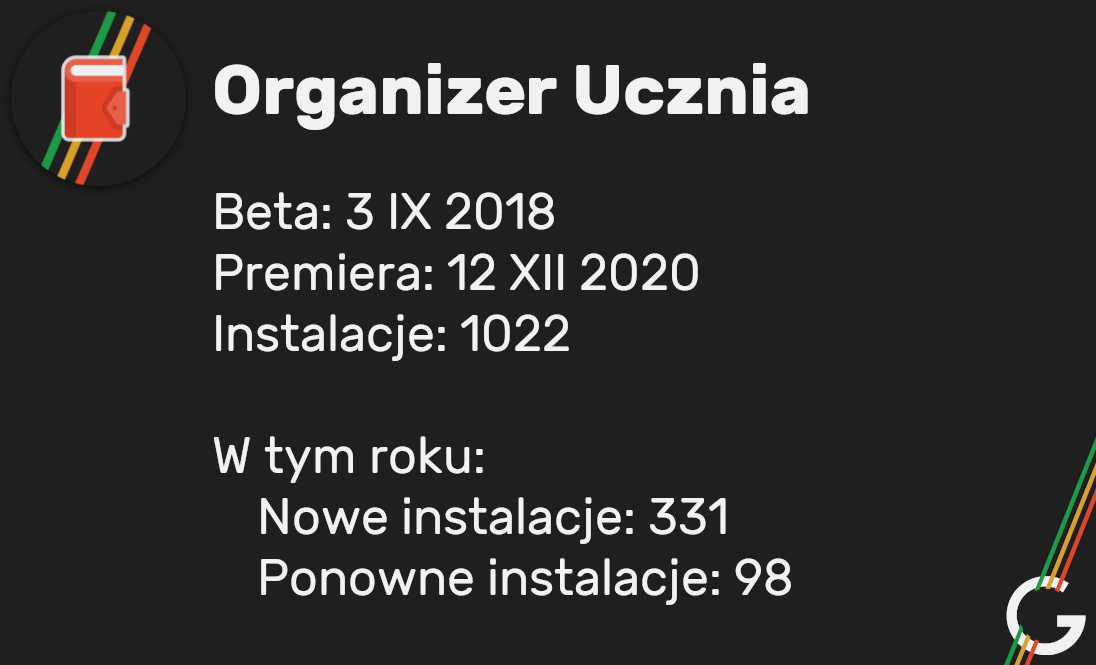 Organizer Ucznia
Beta: 3 IX 2018
Premiera: 12 XII 2020
Instalacje: 1022
W tym roku:
Nowe instalacje: 331
Ponowne instalacje: 98
G